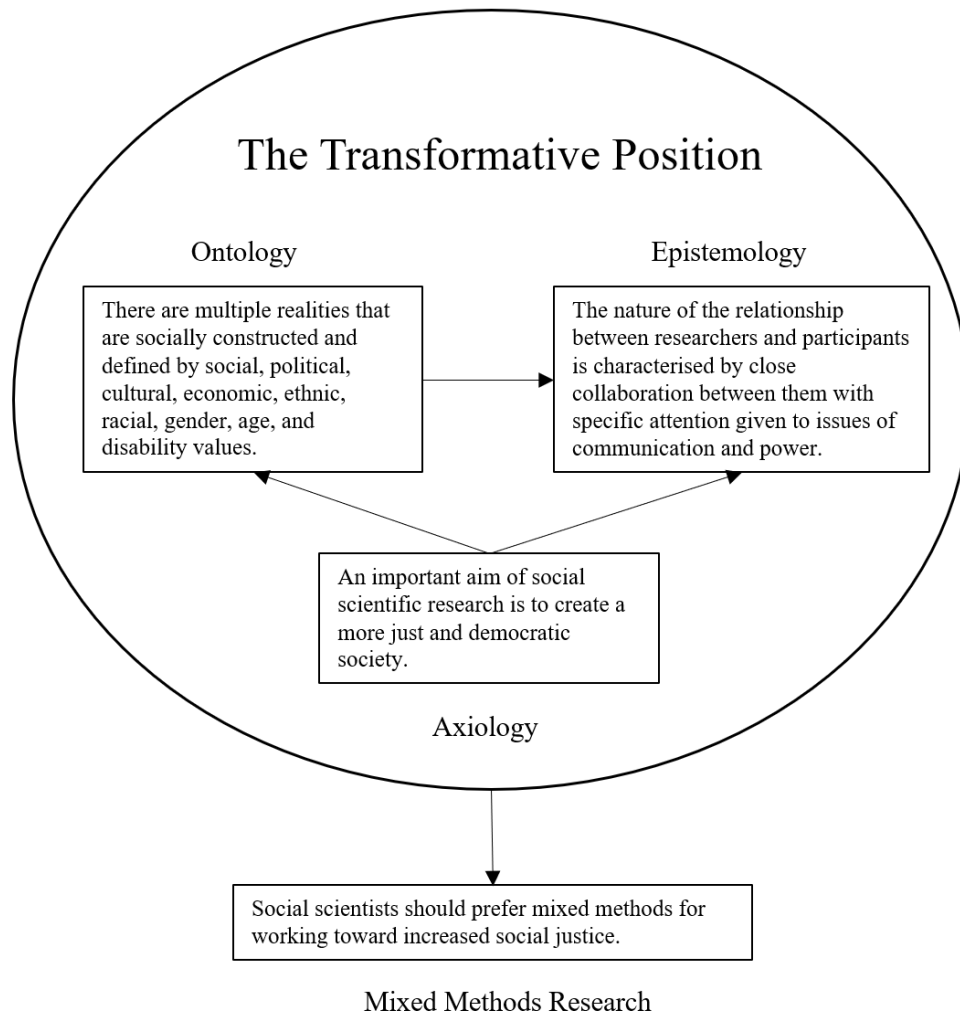 The Transformative Position
Ontology
There are multiple realities that
are socially constructed and
defined by social, political,
cultural, economic, ethnic,
racial, gender, age, and
disability values.
Epistemology
The nature of the relationship
between researchers and participants
is characterised by close
collaboration between them with
specific attention given to issues of
communication and power.
An important aim of social
scientific research is to create a
more just and democratic
society.
Axiology
Social scientists should prefer mixed methods for
working toward increased social justice.
Mixed Methods Research